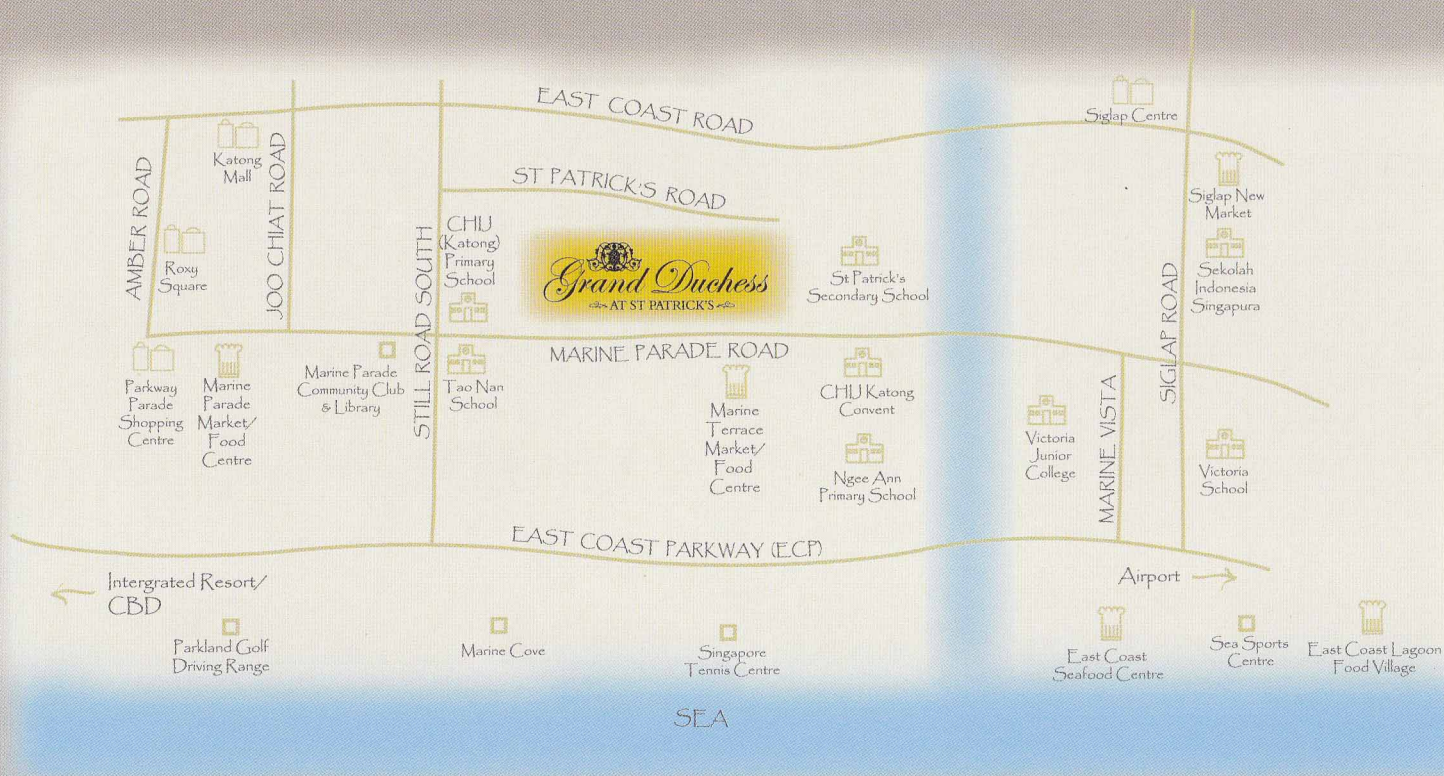 EAST COAST ROAD
Siglap Centre
Katong
Mall
AMBER ROAD
JOO CHIAT ROAD
ST PATRICK'S ROAD
Siglap New
Market
Roxy
Square
STILL ROAD SOUTH
CHIJ
(Katong)
Primary
School
Grand Duchess
AT ST PATRICK'S
St Patrick's
Secondary School
SIGLAP ROAD
Sekolah
Indonesia
Singapura
MARINE PARADE ROAD
Parkway
Parade
Shopping
Centre
Marine
Parade
Market/
Food
Centre
Marine Parade
Community Club
& Library
Tao Nan
School
Marine
Terrace
Market/
Food
Centre
CHIJ Katong
Convent
Ngee Ann
Primary School
Victoria
Junior
College
MARINE VISTA
Victoria
School
EAST COAST PARKWAY (ECP)
Intergrated Resort/
CBD
Airport
Parkland Golf
Driving Range
Marine Cove
Singapore
Tennis Centre
East Coast
Seafood Centre
Sea Sports
Centre
East Coast Lagoon
Food Village
SEA